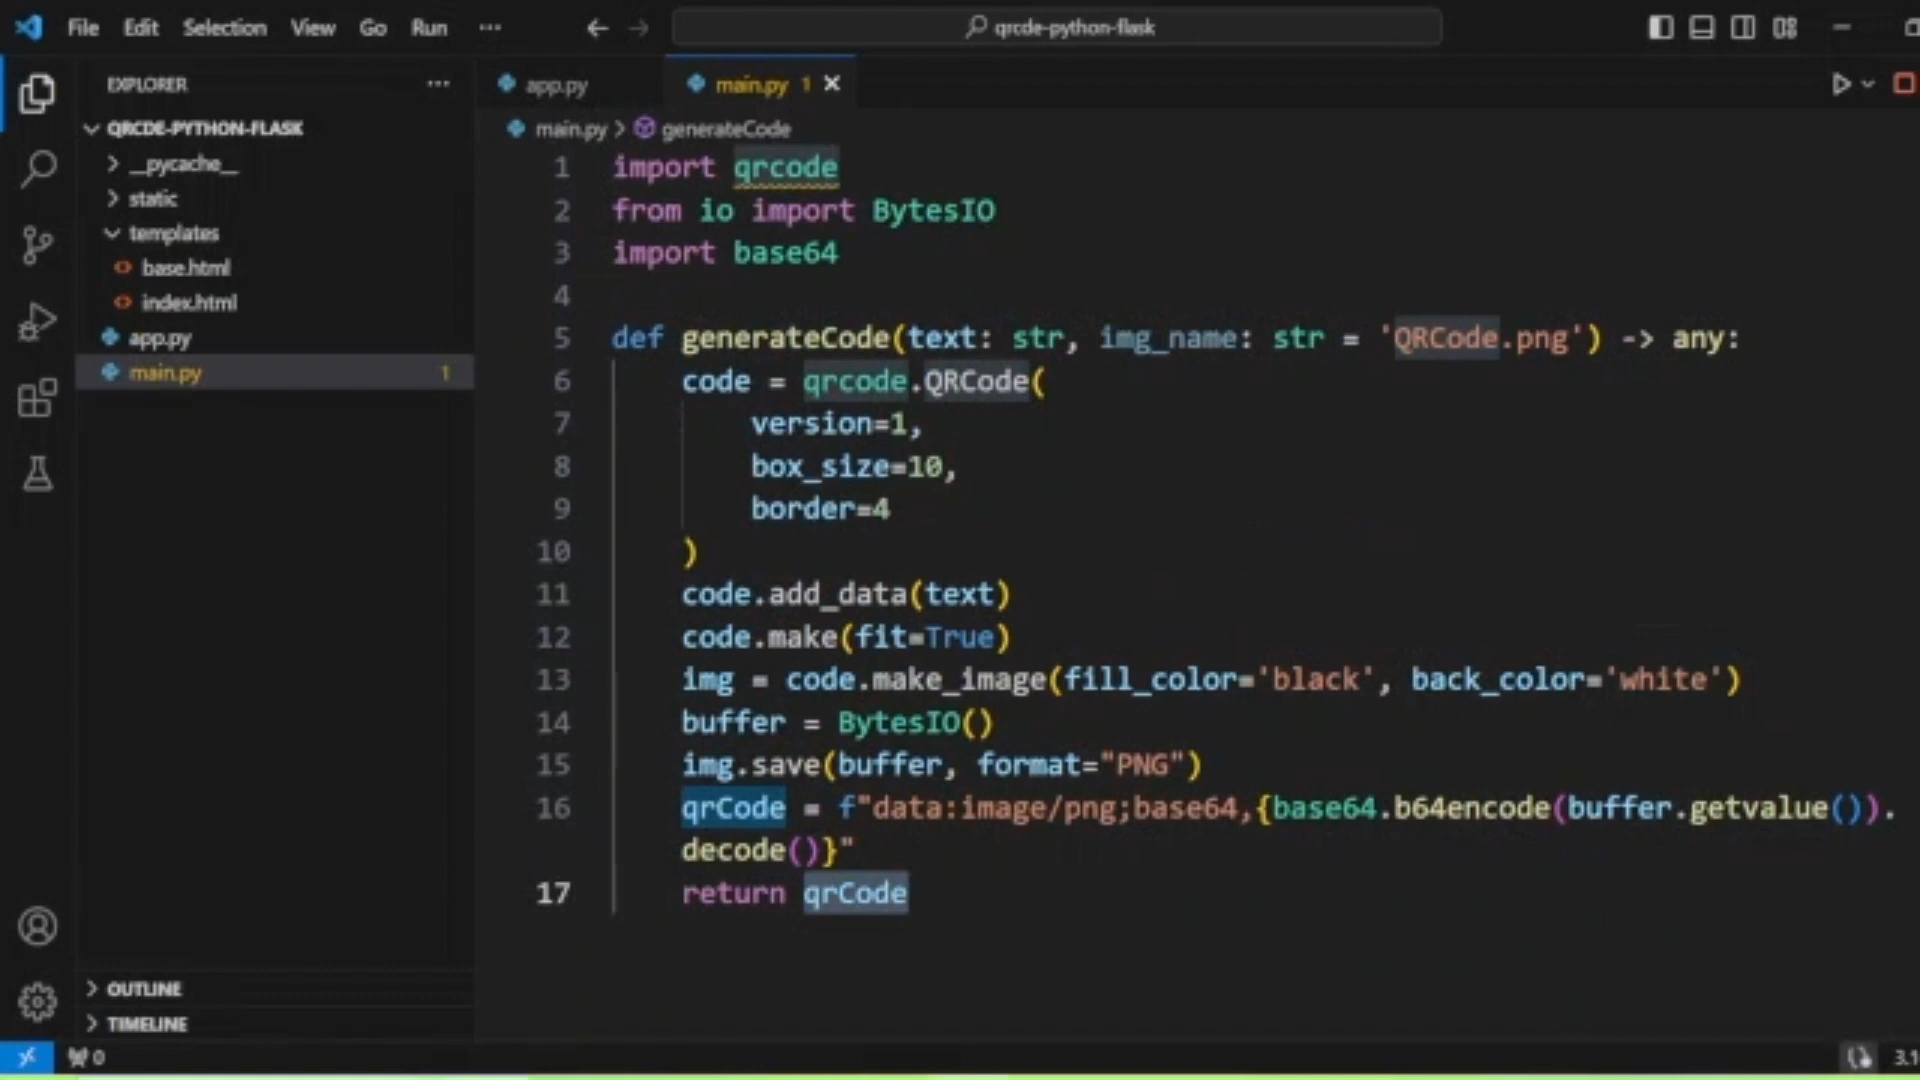 File Edit Selection View Go Run ···
qrcde-python-flask
EXPLORER ···
app.py
main.py 1
QRCDE-PYTHON-FLASK
main.py > generateCode
__pycache__
static
templates
base.html
index.html
app.py
main.py 1
1 import qrcode
2 from io import BytesIO
3 import base64
4
5 def generateCode(text: str, img_name: str = 'QRCode.png') -> any:
6 code = qrcode.QRCode(
7 version=1,
8 box_size=10,
9 border=4
10 )
11 code.add_data(text)
12 code.make(fit=True)
13 img = code.make_image(fill_color='black', back_color='white')
14 buffer = BytesIO()
15 img.save(buffer, format="PNG")
16 qrCode = f"data:image/png;base64,{base64.b64encode(buffer.getvalue()).
decode()}"
17 return qrCode
OUTLINE
TIMELINE
0